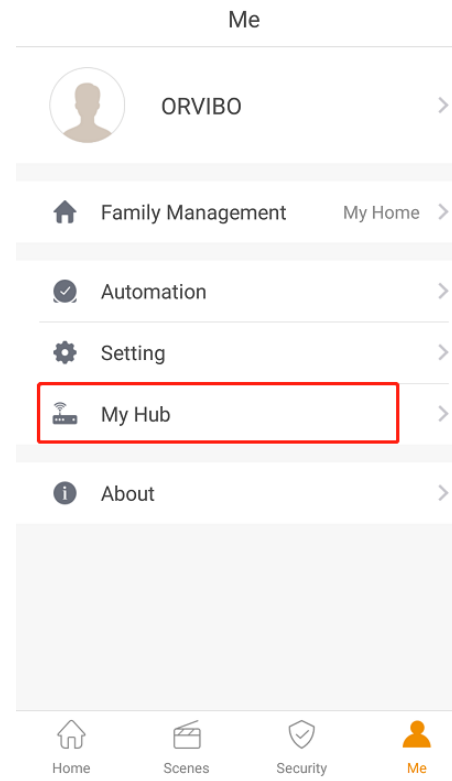 Me
ORVIBO
Family Management My Home
Automation
Setting
My Hub
About
Home Scenes Security Me